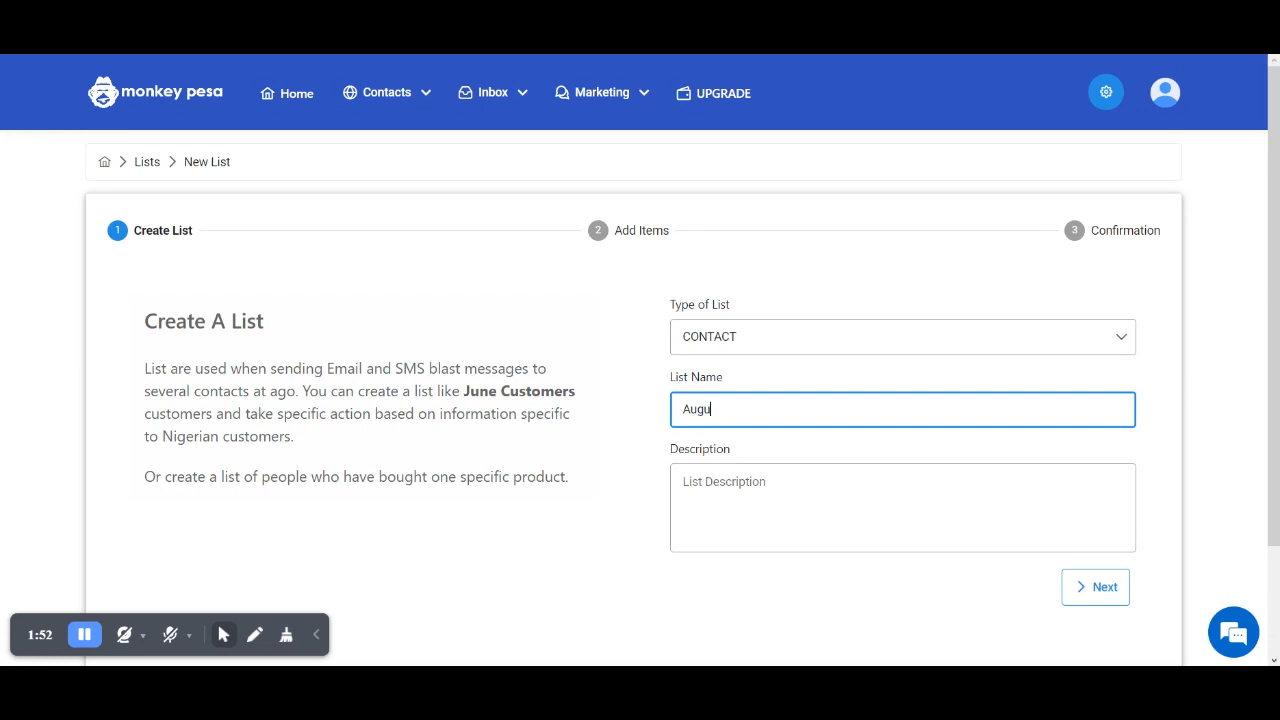 monkey pesa Home Contacts Inbox Marketing UPGRADE
Lists New List
1 Create List 2 Add Items 3 Confirmation
Create A List
List are used when sending Email and SMS blast messages to
several contacts at ago. You can create a list like June Customers
customers and take specific action based on information specific
to Nigerian customers.
Or create a list of people who have bought one specific product.
Type of List
CONTACT
List Name
Augu
Description
List Description
Next
1:52